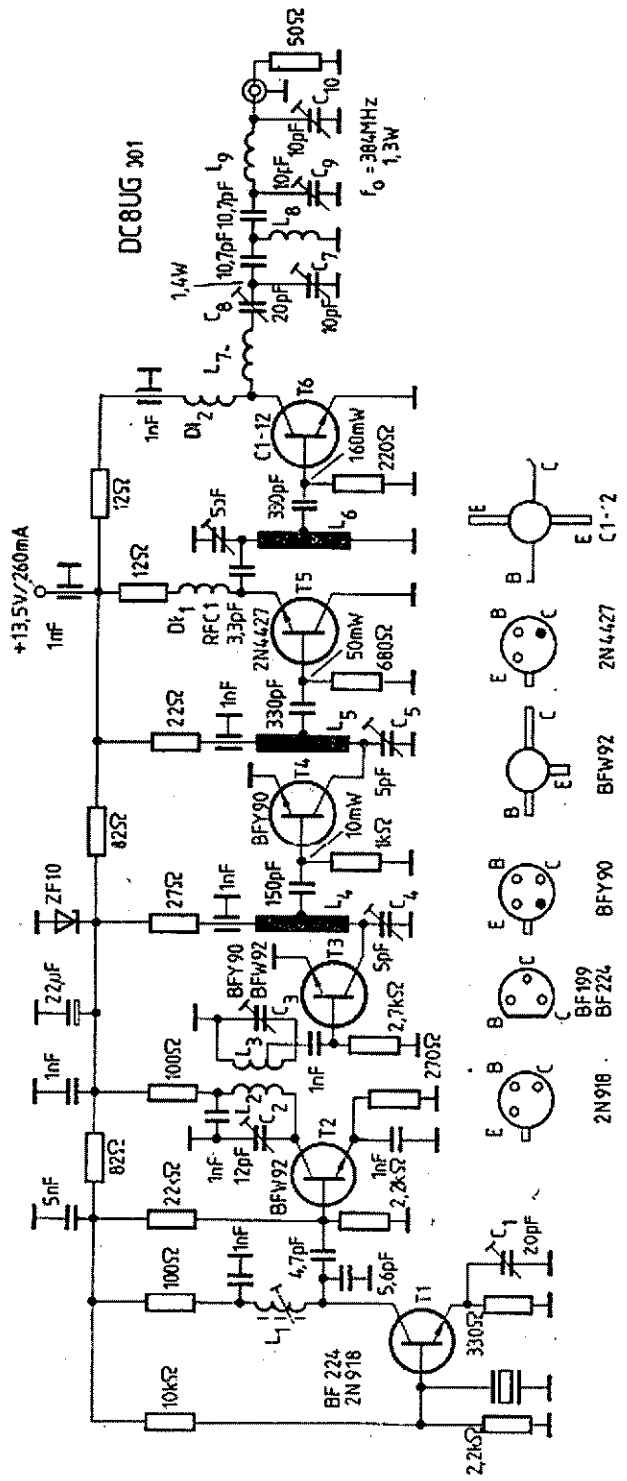 DC8UG 001
+13,5V/260mA
1nF
5nF
82Ω
1nF
22µF
ZF10
82Ω
12Ω
1nF
10kΩ
100Ω
22kΩ
100Ω
27Ω
22Ω
12Ω
Dr2
1nF
1nF
1nF
1nF
Dr1
RFC1
L1
12pF
L2
C2
L3
C3
BFY90
BFW92
3,3pF
5pF
4,7pF
5,6pF
BFW92
T2
1nF
T3
150pF
L4
BFY90
T4
330pF
L5
2N4427
T5
L6
330pF
C1-12
T6
L7
C8
20pF
1,4W
10,7pF
10,7pF
L8
L9
50Ω
BF 224
2N918
T1
2,2kΩ
1nF
270Ω
2,7kΩ
5pF
C4
10mW
1kΩ
5pF
C5
50mW
680Ω
160mW
220Ω
10pF
C7
10pF
C9
10pF
C10
2,2kΩ
330Ω
C1
20pF
fo = 384MHz
1,3W
E
B
C
2N918
B
C
C
BF199
BF224
E
B
C
BFY90
B
C
E
BFW92
E
B
C
2N4427
E
B
C
E
C1-12